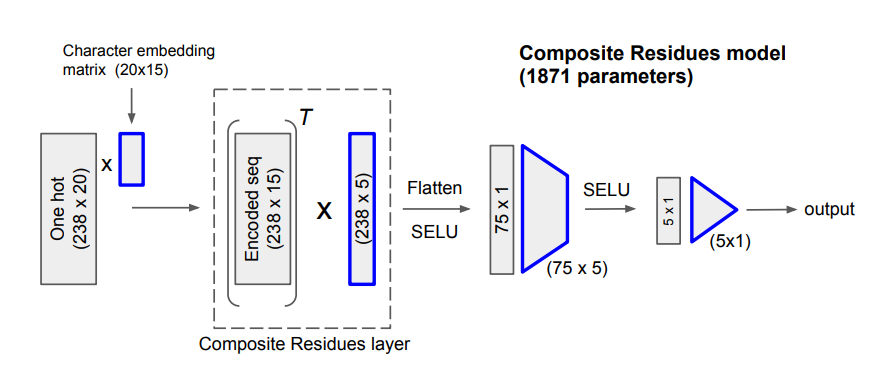 Character embedding
matrix (20x15)
Composite Residues model
(1871 parameters)
One hot
(238 x 20)
X
Encoded seq
(238 x 15)
T
X
(238 x 5)
Flatten
SELU
75 x 1
(75 x 5)
SELU
5 x 1
(5x1)
output
Composite Residues layer